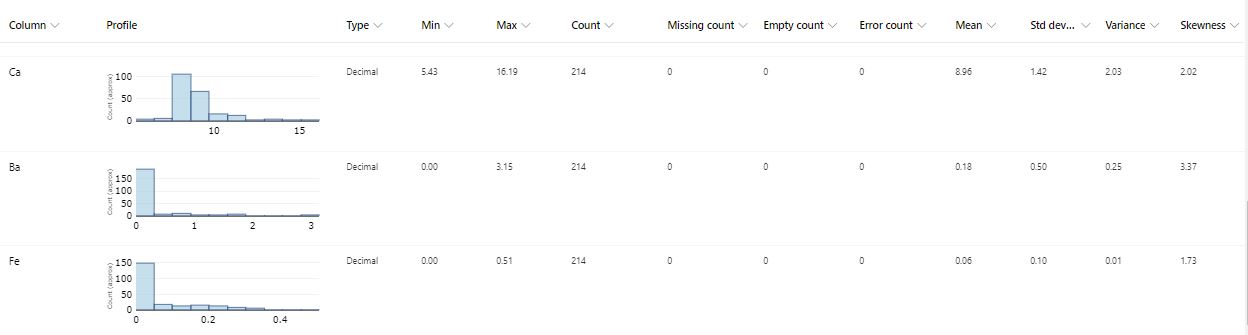 Column Profile Type Min Max Count Missing count Empty count Error count Mean Std dev... Variance Skewness
Ca Decimal 5.43 16.19 214 0 0 0 8.96 1.42 2.03 2.02
Count (approx)
100
50
0
10 15
Ba Decimal 0.00 3.15 214 0 0 0 0.18 0.50 0.25 3.37
Count (approx)
150
100
50
0
0 1 2 3
Fe Decimal 0.00 0.51 214 0 0 0 0.06 0.10 0.01 1.73
Count (approx)
150
100
50
0
0 0.2 0.4